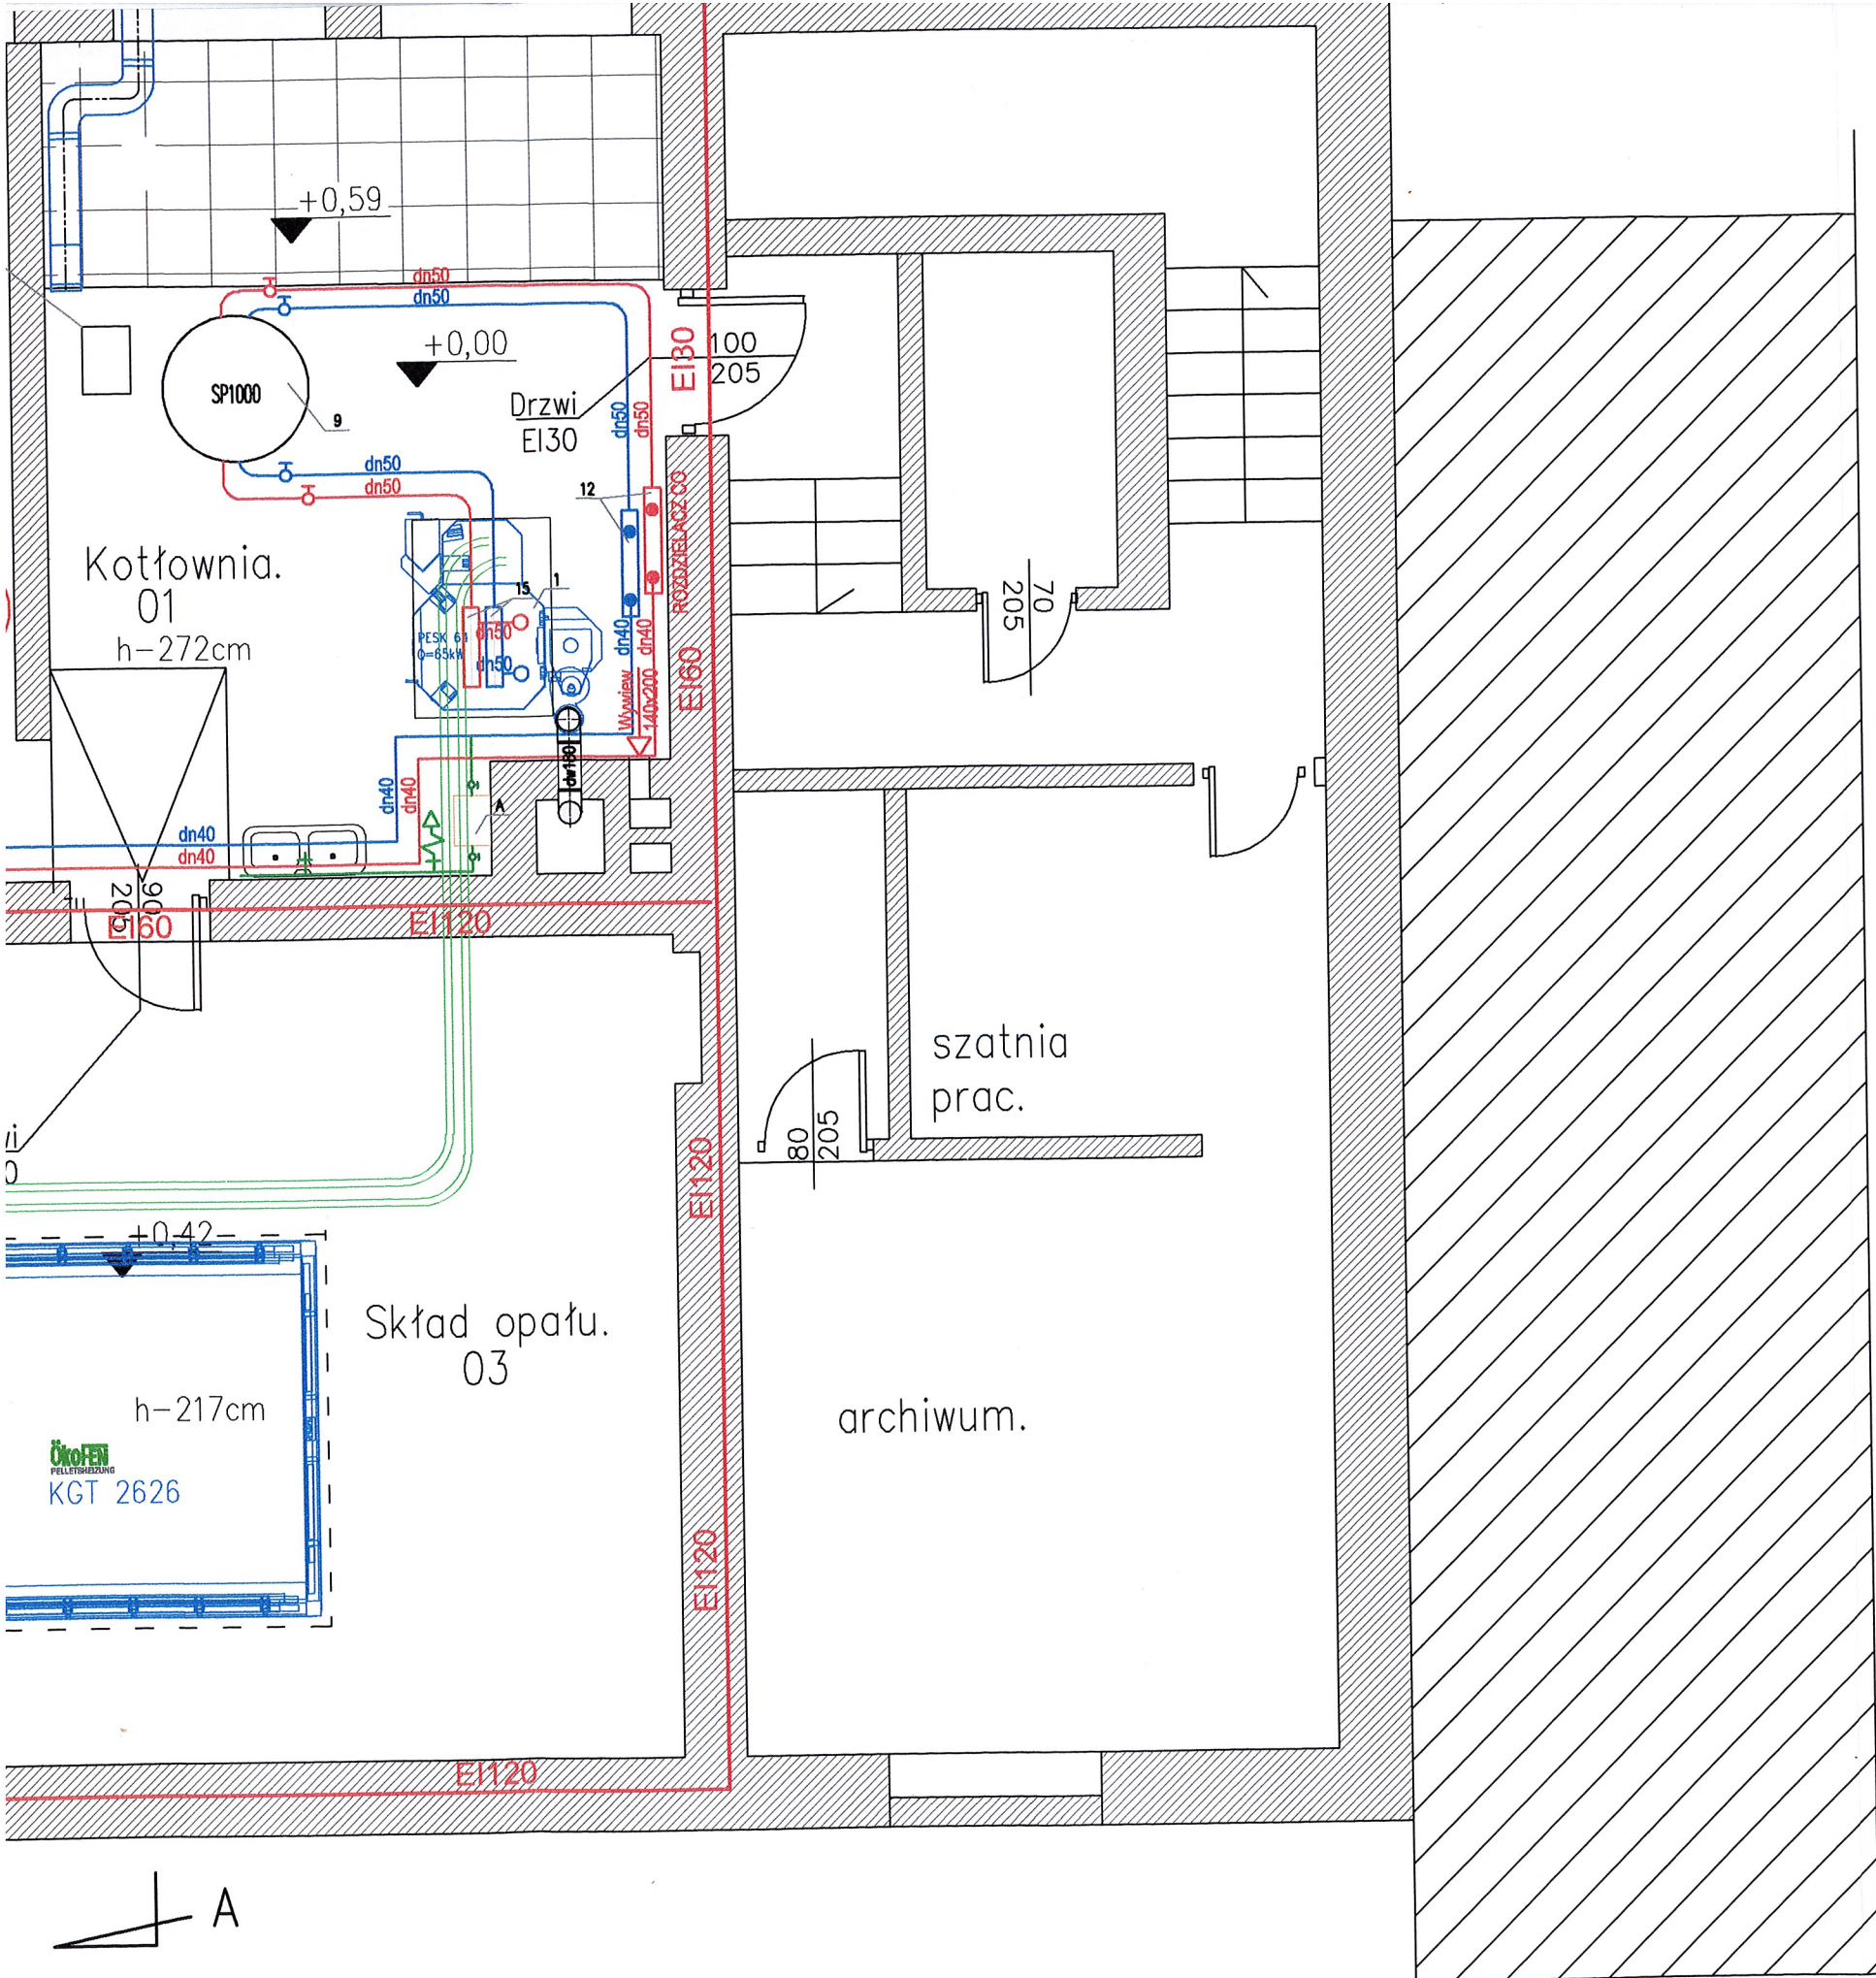 +0,59
dn50
dn50
+0,00
EI30
100
205
SP1000
9
Drzwi
EI30
dn50
dn50
dn50
dn50
12
ROZDZIELACZ CO
Kotłownia.
01
h-272cm
15
1
PESK 64
Q=65kW
dn50
dn50
dn40
dn40
Wywiew
140x200
EI60
70
205
dw180
dn40
dn40
A
dn40
dn40
90
205
EI60
EI120
szatnia
prac.
80
205
EI120
+0,42
Skład opału.
03
h-217cm
ÖkoFEN
PELLETSHEIZUNG
KGT 2626
archiwum.
EI120
EI120
A